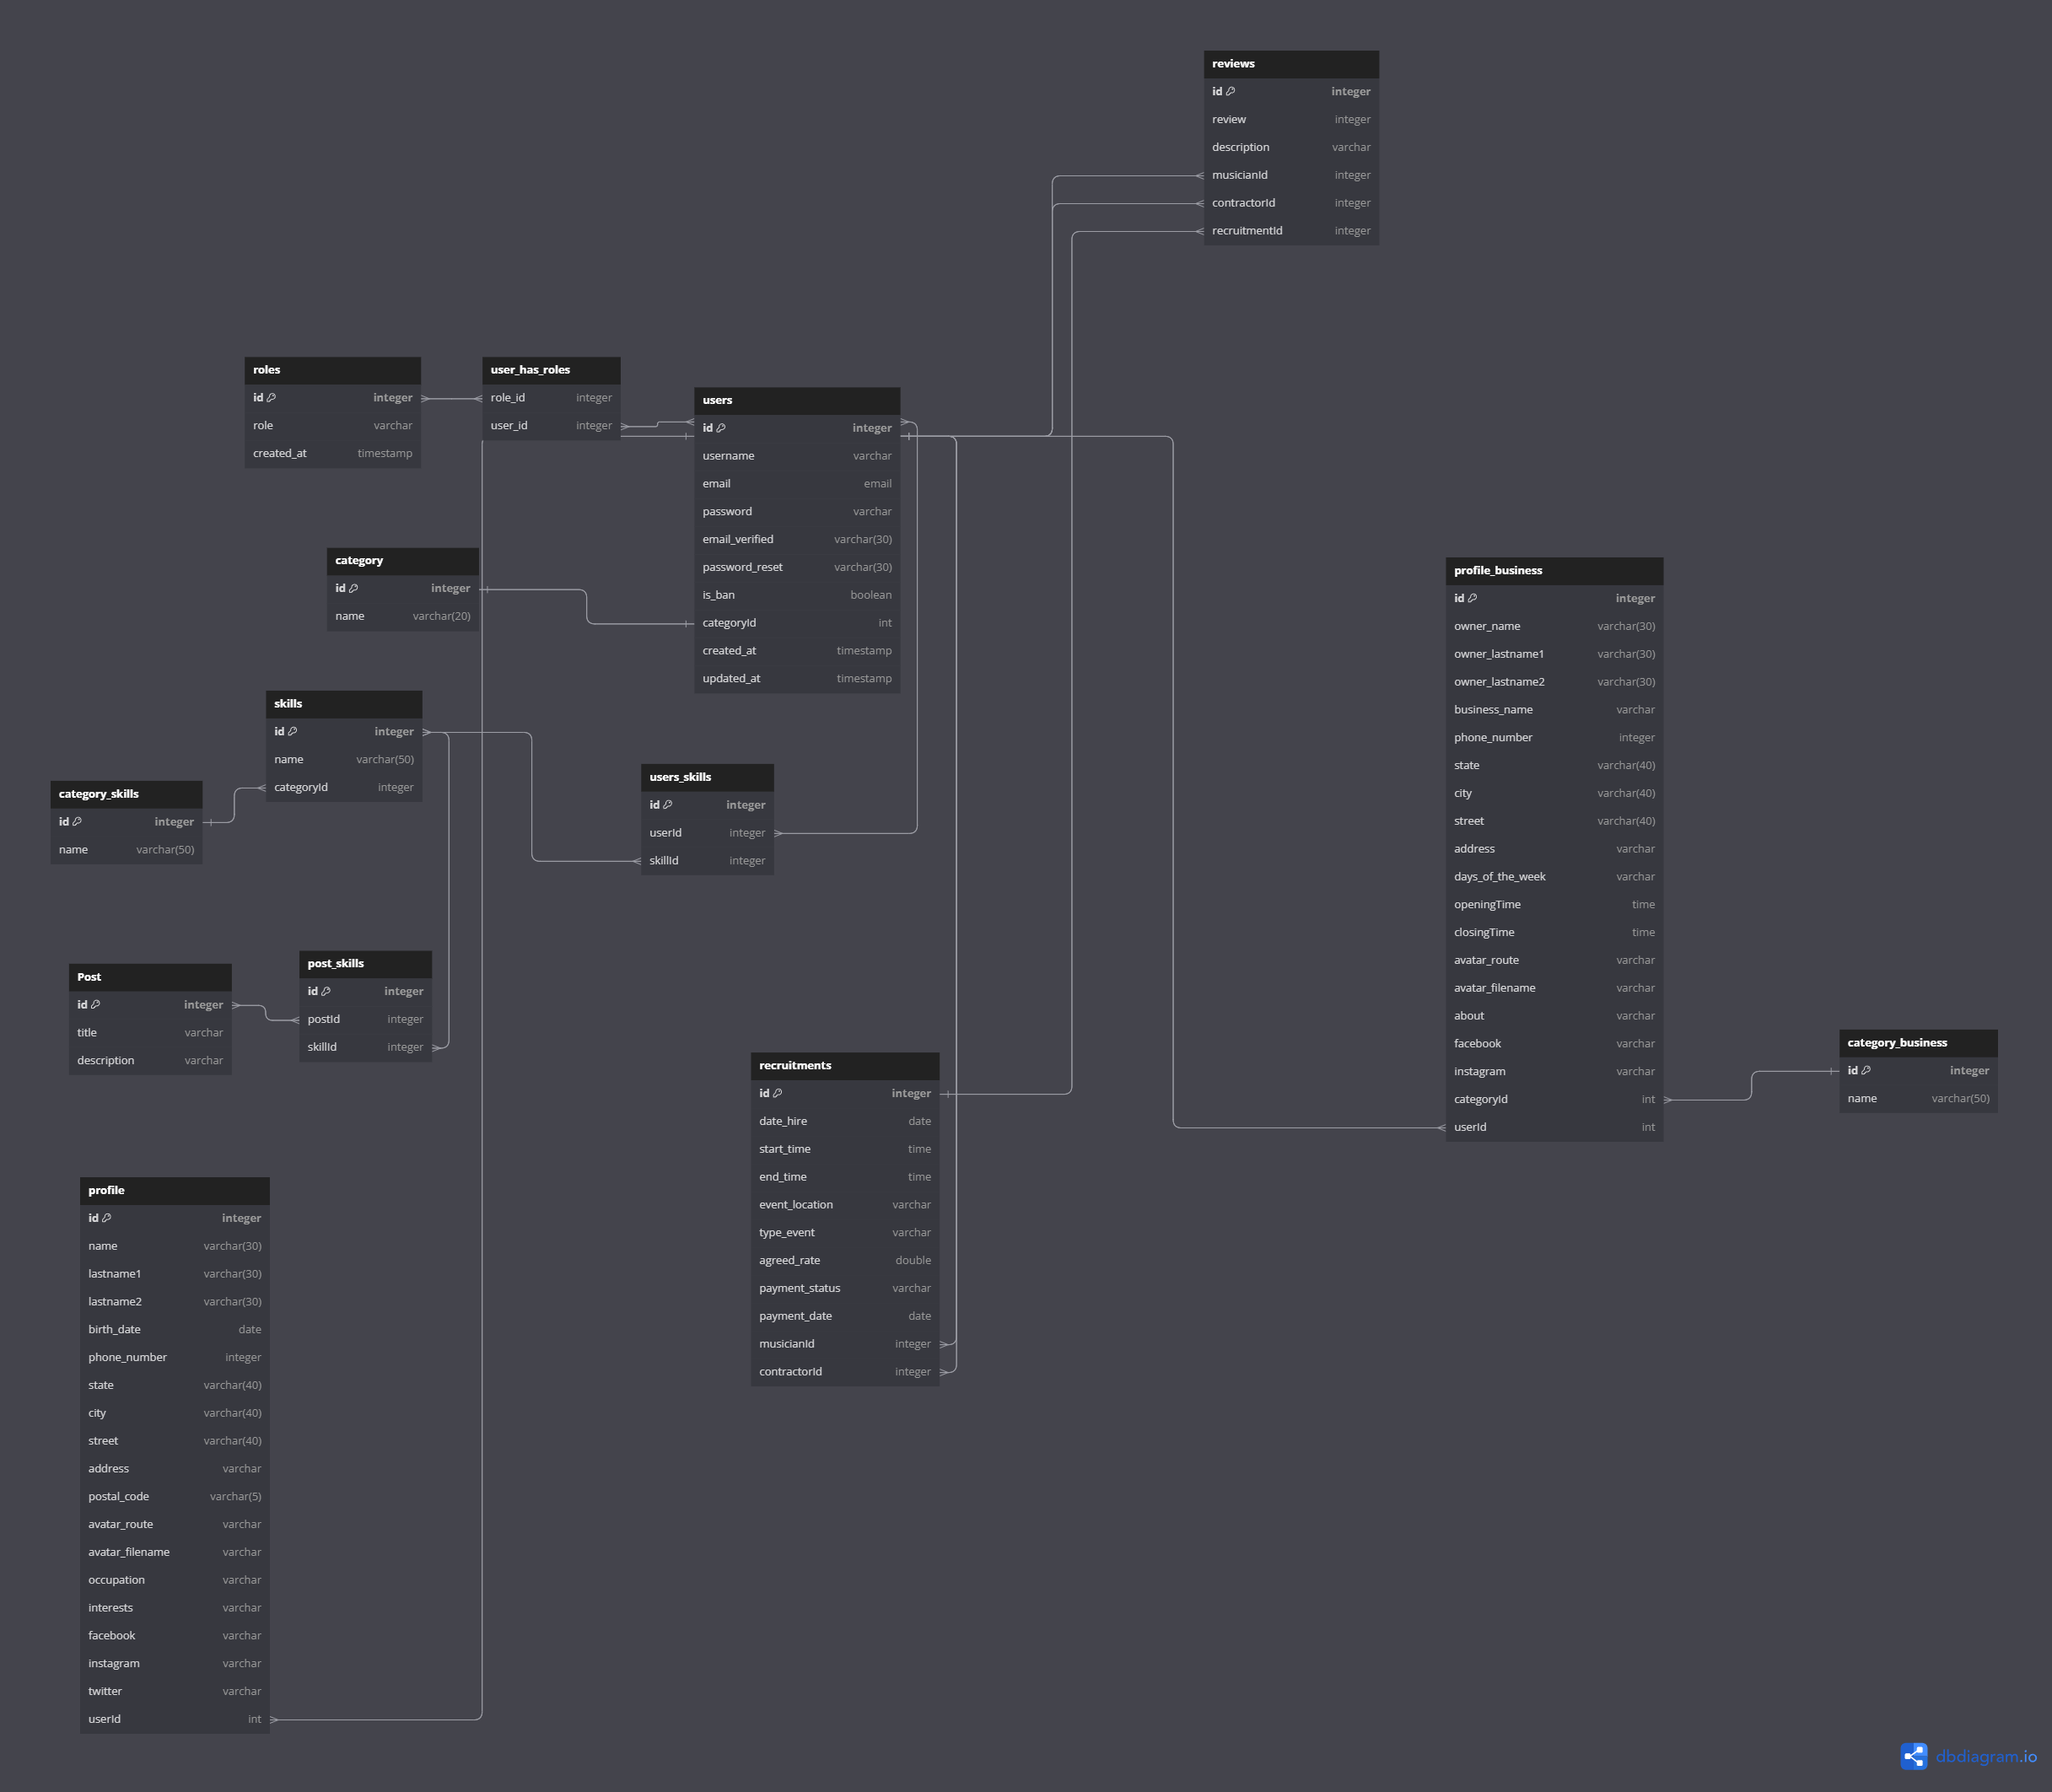 reviews
id integer
review integer
description varchar
musicianId integer
contractorId integer
recruitmentId integer
roles
id integer
role varchar
created_at timestamp
user_has_roles
role_id integer
user_id integer
users
id integer
username varchar
email email
password varchar
email_verified varchar(30)
password_reset varchar(30)
is_ban boolean
categoryId int
created_at timestamp
updated_at timestamp
category
id integer
name varchar(20)
profile_business
id integer
owner_name varchar(30)
owner_lastname1 varchar(30)
owner_lastname2 varchar(30)
business_name varchar
phone_number integer
state varchar(40)
city varchar(40)
street varchar(40)
address varchar
days_of_the_week varchar
openingTime time
closingTime time
avatar_route varchar
avatar_filename varchar
about varchar
facebook varchar
instagram varchar
categoryId int
userId int
skills
id integer
name varchar(50)
categoryId integer
category_skills
id integer
name varchar(50)
users_skills
id integer
userId integer
skillId integer
Post
id integer
title varchar
description varchar
post_skills
id integer
postId integer
skillId integer
category_business
id integer
name varchar(50)
recruitments
id integer
date_hire date
start_time time
end_time time
event_location varchar
type_event varchar
agreed_rate double
payment_status varchar
payment_date date
musicianId integer
contractorId integer
profile
id integer
name varchar(30)
lastname1 varchar(30)
lastname2 varchar(30)
birth_date date
phone_number integer
state varchar(40)
city varchar(40)
street varchar(40)
address varchar
postal_code varchar(5)
avatar_route varchar
avatar_filename varchar
occupation varchar
interests varchar
facebook varchar
instagram varchar
twitter varchar
userId int
dbdiagram.io